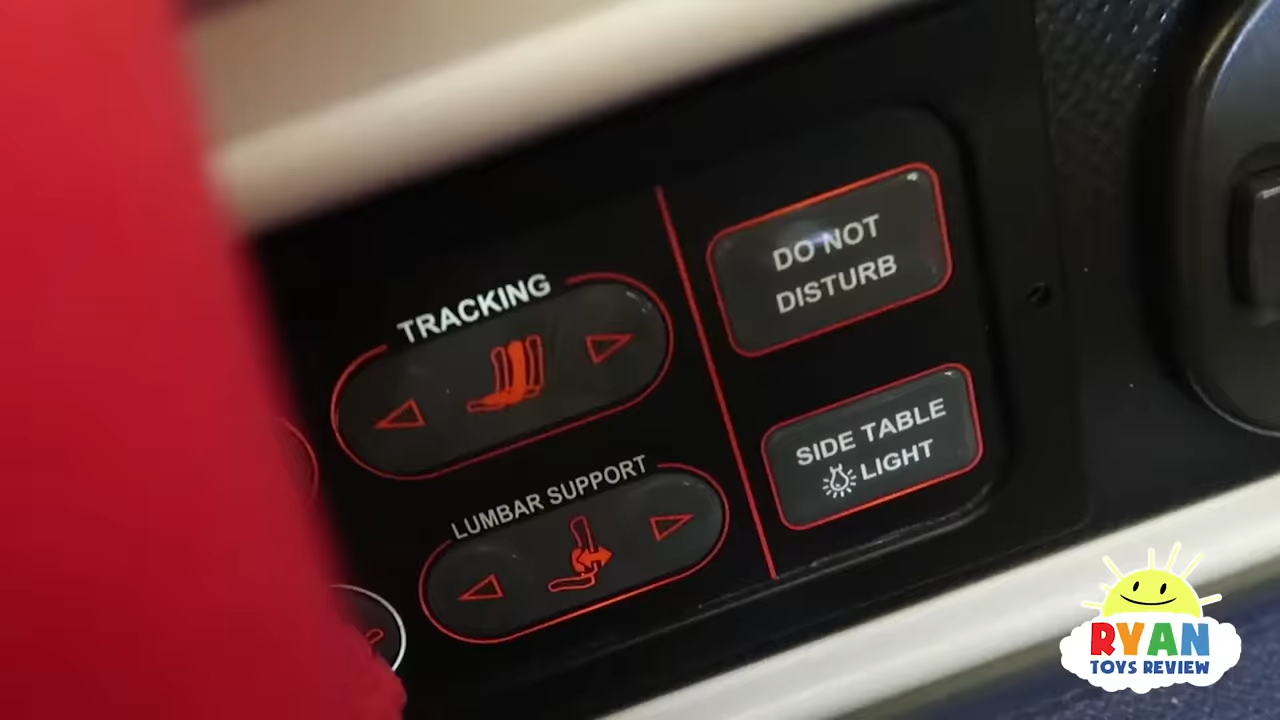 TRACKING
DO NOT
DISTURB
LUMBAR SUPPORT
SIDE TABLE
LIGHT
RYAN
TOYS REVIEW